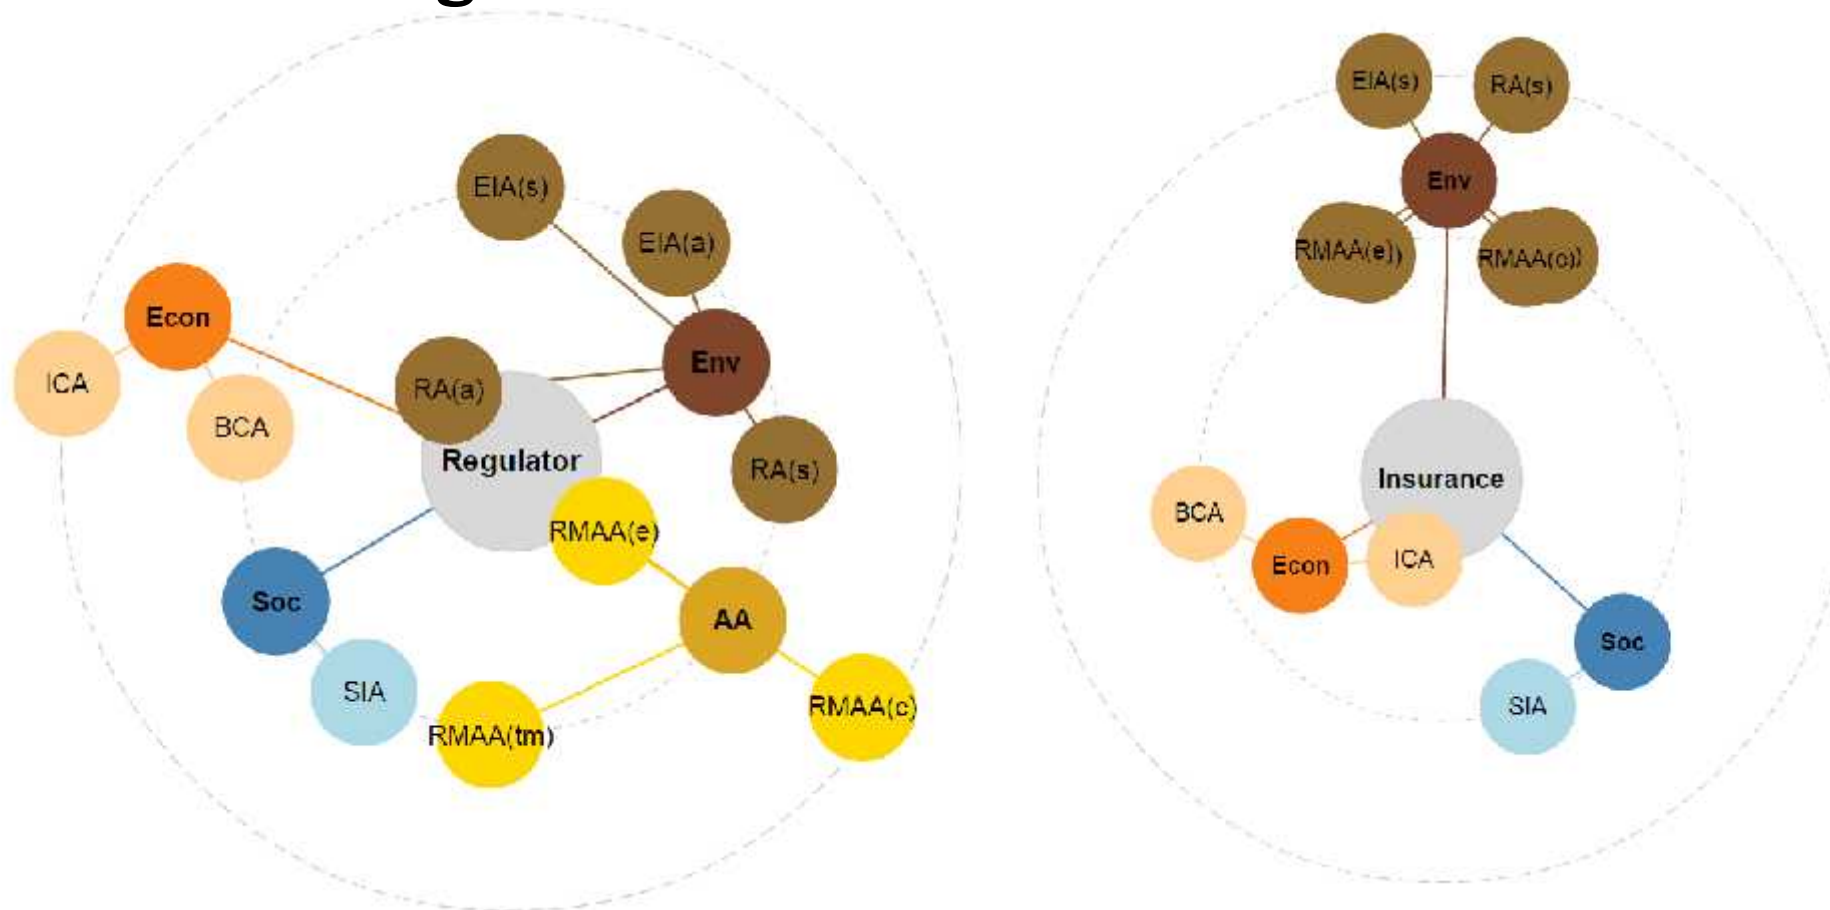 EIA(s)
EIA(a)
Econ
ICA
BCA
RA(a)
Env
Regulator
RA(s)
RMAA(e)
Soc
AA
SIA
RMAA(tm)
RMAA(c)
EIA(s)
RA(s)
Env
RMAA(e)
RMAA(c)
Insurance
BCA
Econ
ICA
Soc
SIA